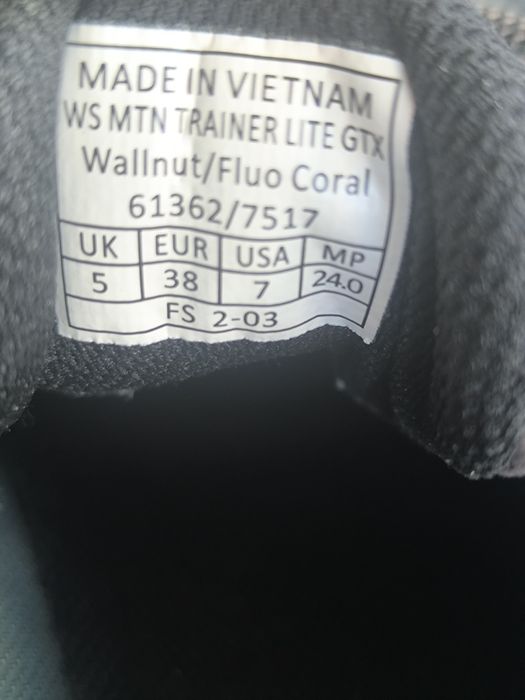 MADE IN VIETNAM
WS MTN TRAINER LITE GTX
Wallnut/Fluo Coral
61362/7517
UK EUR USA MP
5 38 7 24.0
FS 2-03